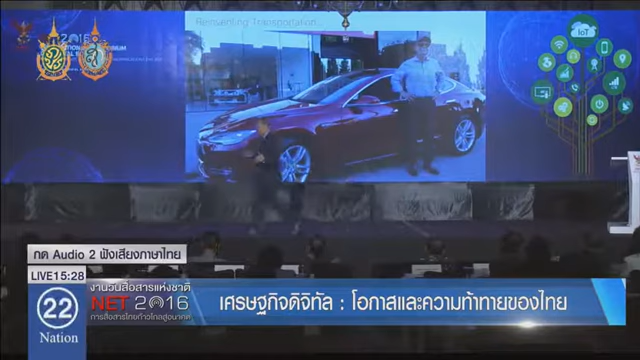 Reinventing Transportation...
2016
IoT
กด Audio 2 ฟังเสียงภาษาไทย
LIVE 15:28
งานวันสื่อสารแห่งชาติ
NET 2016
การสื่อสารไทยก้าวไกลสู่อนาคต
22
Nation
เศรษฐกิจดิจิทัล : โอกาสและความท้าทายของไทย